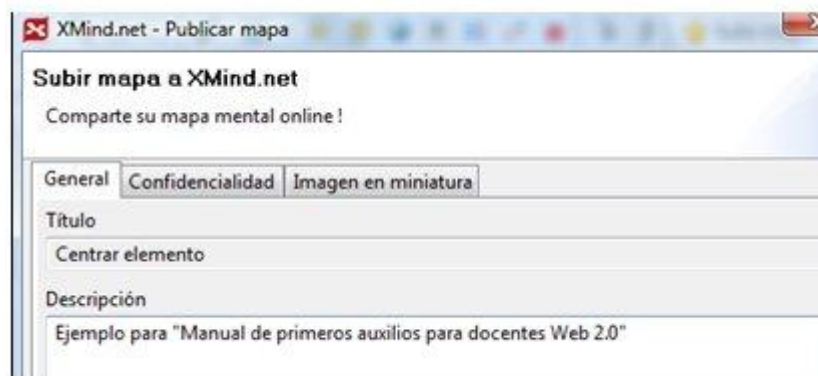 XMind.net - Publicar mapa
Subir mapa a XMind.net
Comparte su mapa mental online !
General Confidencialidad Imagen en miniatura
Título
Centrar elemento
Descripción
Ejemplo para "Manual de primeros auxilios para docentes Web 2.0"